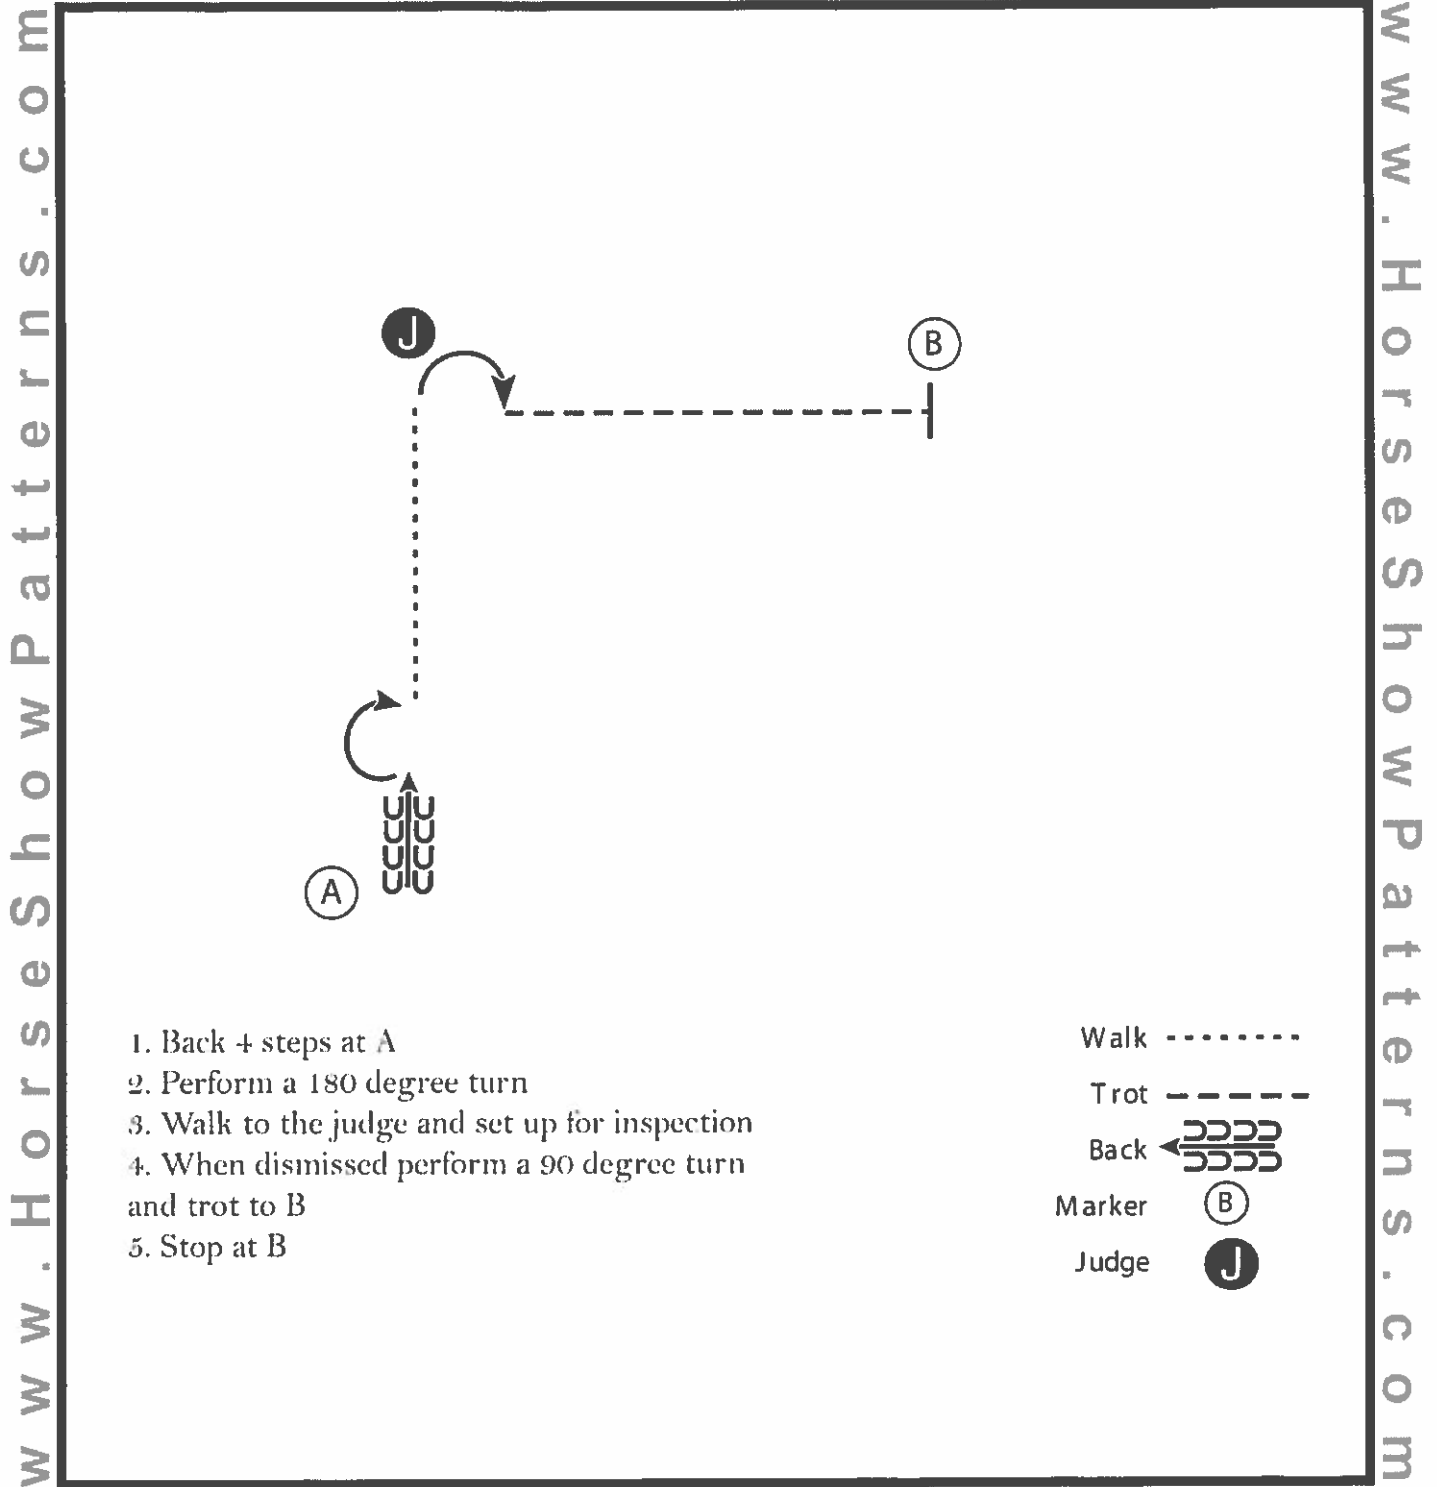 www.HorseShowPatterns.com
J
B
A
1. Back 4 steps at A
2. Perform a 180 degree turn
3. Walk to the judge and set up for inspection
4. When dismissed perform a 90 degree turn
and trot to B
5. Stop at B
Walk
Trot
Back
Marker B
Judge J
www.HorseShowPatterns.com